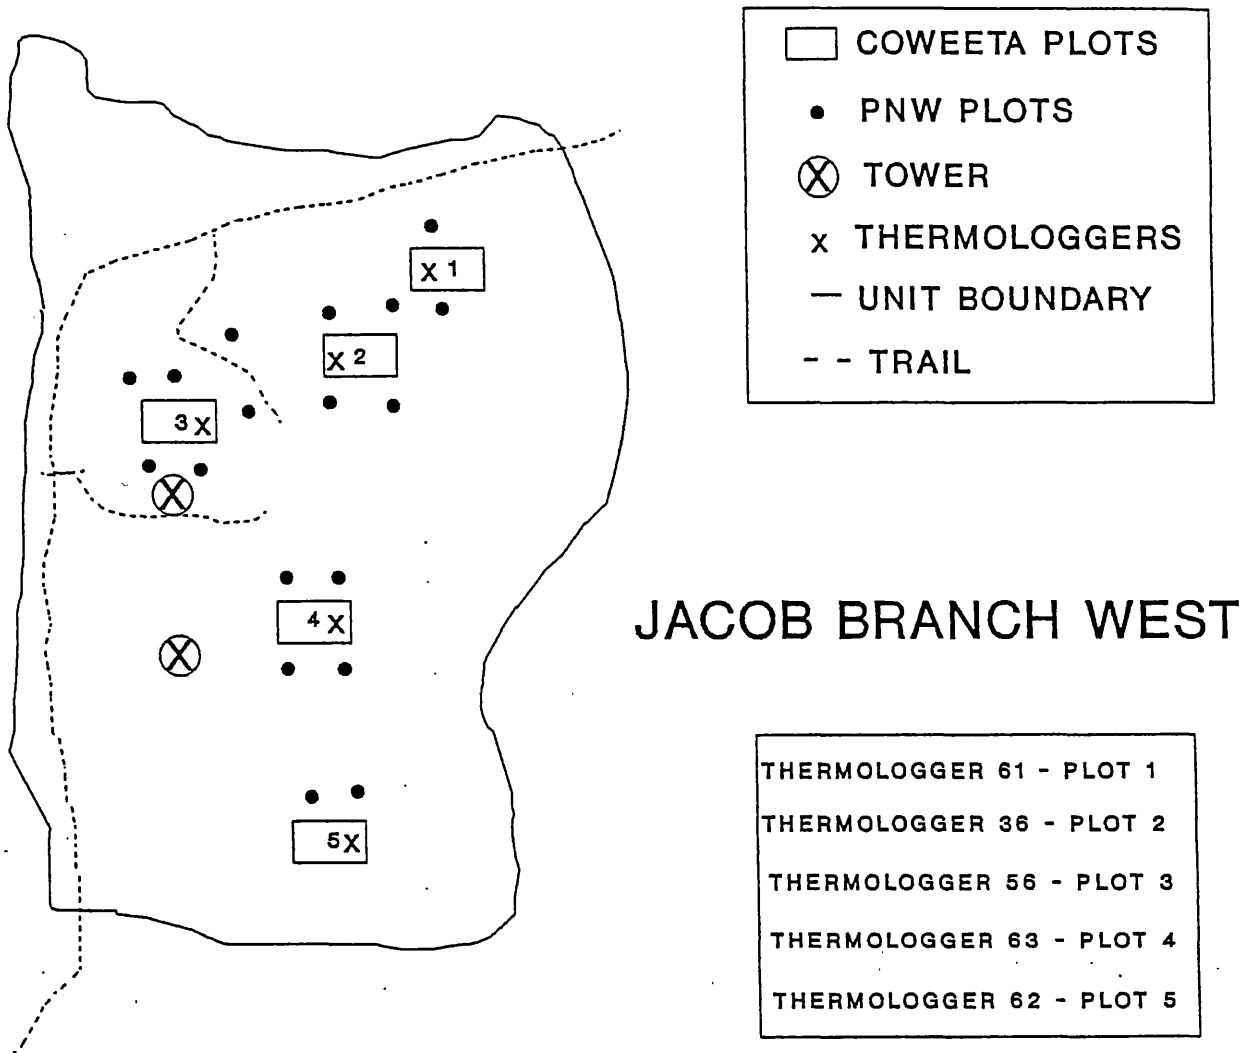 COWEETA PLOTS
PNW PLOTS
X TOWER
x THERMOLOGGERS
— UNIT BOUNDARY
- - TRAIL
X 1
X 2
3 X
X
4 X
X
5 X
JACOB BRANCH WEST
THERMOLOGGER 61 - PLOT 1
THERMOLOGGER 36 - PLOT 2
THERMOLOGGER 56 - PLOT 3
THERMOLOGGER 63 - PLOT 4
THERMOLOGGER 62 - PLOT 5